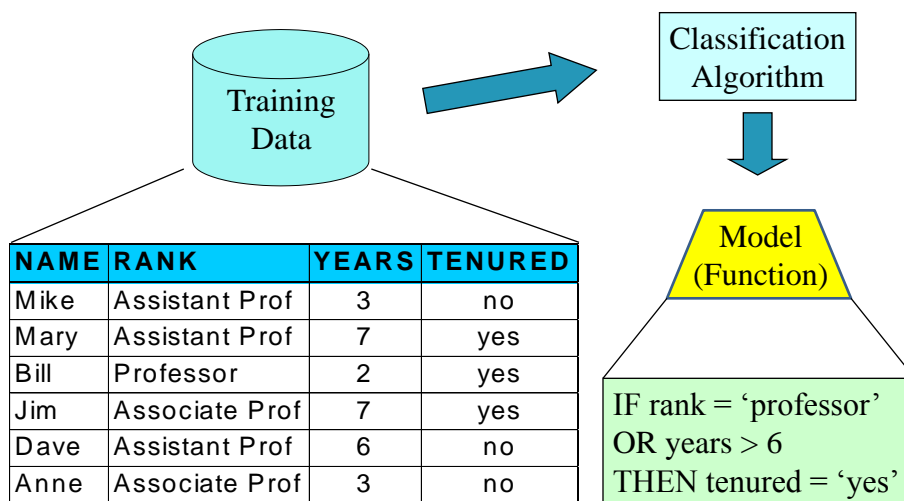 Training
Data
Classification
Algorithm
Model
(Function)
NAME RANK YEARS TENURED
Mike Assistant Prof 3 no
Mary Assistant Prof 7 yes
Bill Professor 2 yes
Jim Associate Prof 7 yes
Dave Assistant Prof 6 no
Anne Associate Prof 3 no
IF rank = ‘professor’
OR years > 6
THEN tenured = ‘yes’